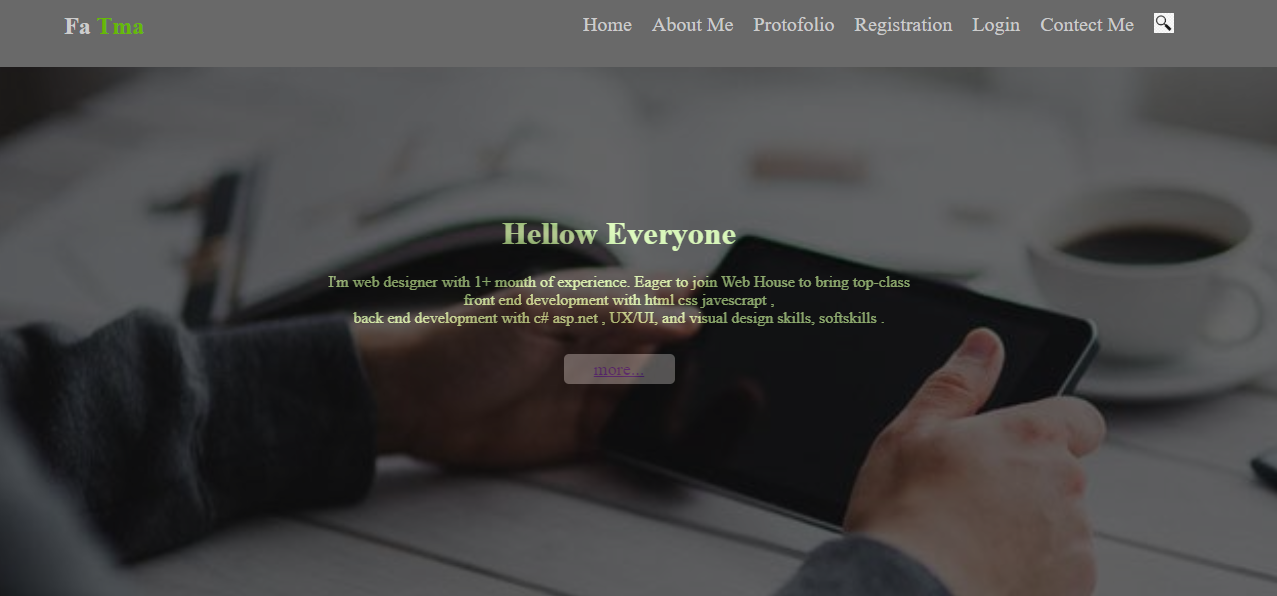 Fa Tma
Home About Me Protofolio Registration Login Contect Me
Hellow Everyone
I'm web designer with 1+ month of experience. Eager to join Web House to bring top-class
front end development with html css javescrapt ,
back end development with c# asp.net , UX/UI, and visual design skills, softskills .
more...